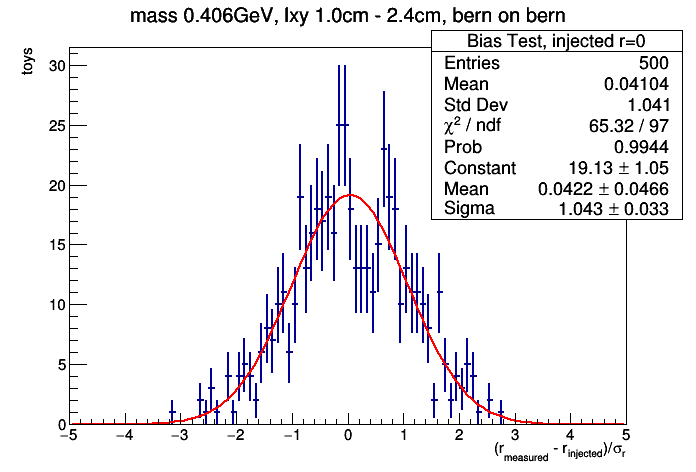 mass 0.406GeV, lxy 1.0cm - 2.4cm, bern on bern
toys
Bias Test, injected r=0
Entries 500
Mean 0.04104
Std Dev 1.041
χ² / ndf 65.32 / 97
Prob 0.9944
Constant 19.13 ± 1.05
Mean 0.0422 ± 0.0466
Sigma 1.043 ± 0.033
30
25
20
15
10
5
0
−5 −4 −3 −2 −1 0 1 2 3 4 5
(r_measured - r_injected)/σ_r